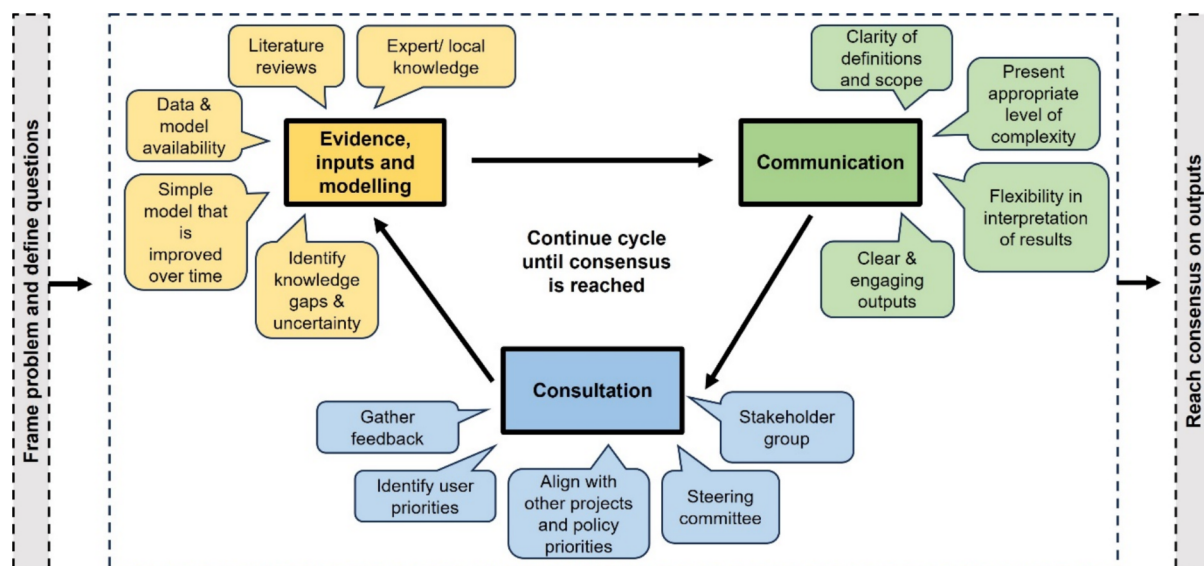 Frame problem and define questions
Literature
reviews
Expert/ local
knowledge
Data &
model
availability
Evidence,
inputs and
modelling
Simple
model that
is
improved
over time
Identify
knowledge
gaps &
uncertainty
Clarity of
definitions
and scope
Present
appropriate
level of
complexity
Communication
Flexibility in
interpretation
of results
Clear &
engaging
outputs
Continue cycle
until consensus
is reached
Consultation
Gather
feedback
Identify user
priorities
Align with
other projects
and policy
priorities
Steering
committee
Stakeholder
group
Reach consensus on outputs